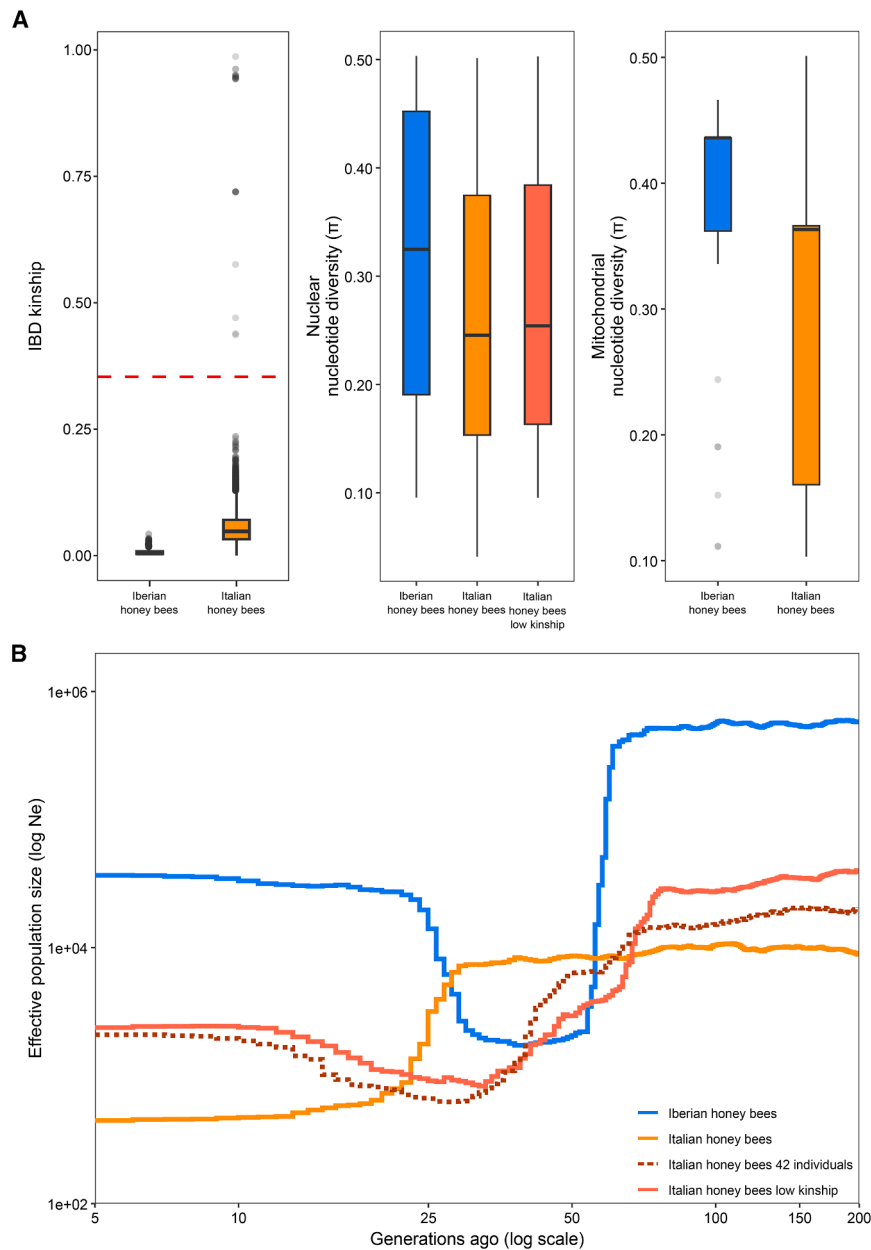 A
IBD kinship
1.00
0.75
0.50
0.25
0.00
Iberian
honey bees
Italian
honey bees
Nuclear
nucleotide diversity (π)
0.50
0.40
0.30
0.20
0.10
Iberian
honey bees
Italian
honey bees
Italian
honey bees
low kinship
Mitochondrial
nucleotide diversity (π)
0.50
0.40
0.30
0.20
0.10
Iberian
honey bees
Italian
honey bees
B
Effective population size (log Ne)
1e+06
1e+04
1e+02
5
10
25
50
100
150
200
Generations ago (log scale)
Iberian honey bees
Italian honey bees
Italian honey bees 42 individuals
Italian honey bees low kinship